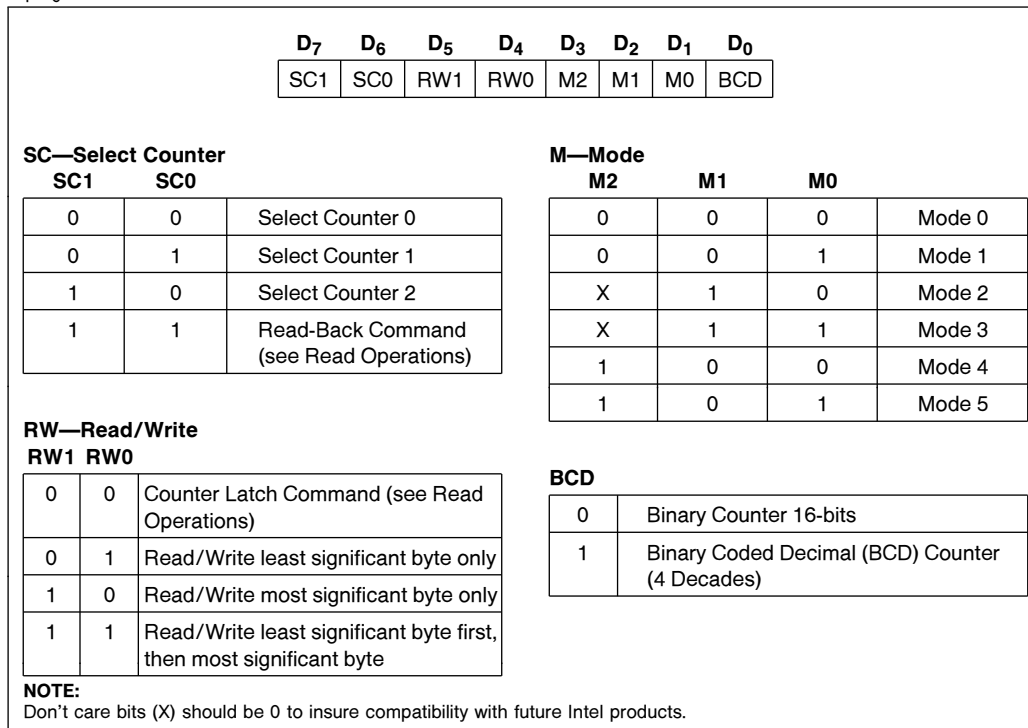 D7 D6 D5 D4 D3 D2 D1 D0
SC1 SC0 RW1 RW0 M2 M1 M0 BCD
SC—Select Counter
SC1 SC0
0 0 Select Counter 0
0 1 Select Counter 1
1 0 Select Counter 2
1 1 Read-Back Command
(see Read Operations)
RW—Read/Write
RW1 RW0
0 0 Counter Latch Command (see Read
Operations)
0 1 Read/Write least significant byte only
1 0 Read/Write most significant byte only
1 1 Read/Write least significant byte first,
then most significant byte
M—Mode
M2 M1 M0
0 0 0 Mode 0
0 0 1 Mode 1
X 1 0 Mode 2
X 1 1 Mode 3
1 0 0 Mode 4
1 0 1 Mode 5
BCD
0 Binary Counter 16-bits
1 Binary Coded Decimal (BCD) Counter
(4 Decades)
NOTE:
Don't care bits (X) should be 0 to insure compatibility with future Intel products.